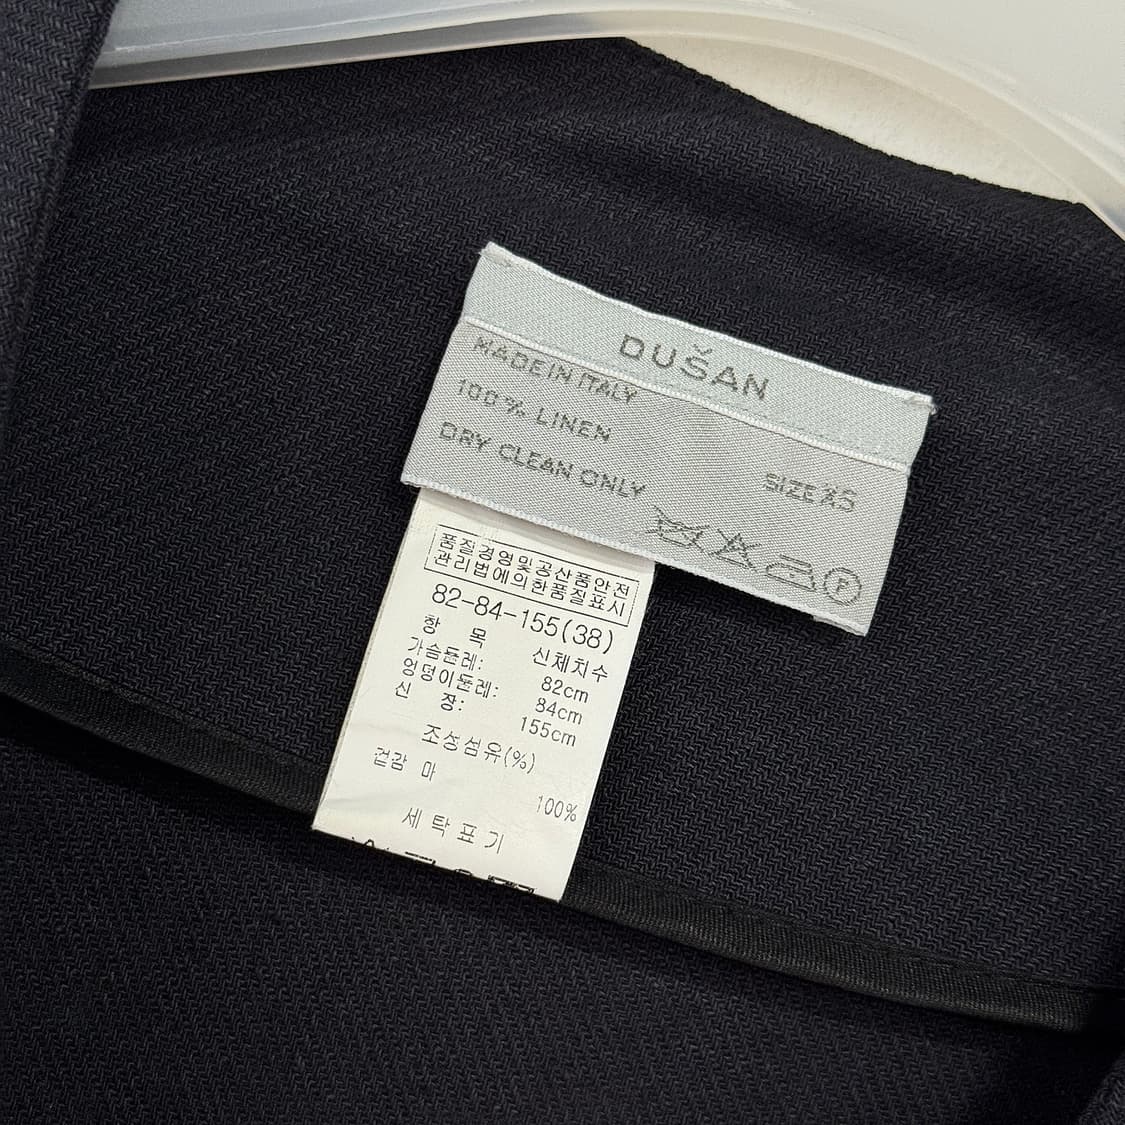 DUŠAN
MADE IN ITALY
100% LINEN
DRY CLEAN ONLY
SIZE XS
F
품질경영및공산품안전
관리법에의한품질표시
82-84-155(38)
항 목 신체치수
가슴둘레: 82cm
엉덩이둘레: 84cm
신 장: 155cm
조성섬유(%)
겉감 마 100%
세탁표기